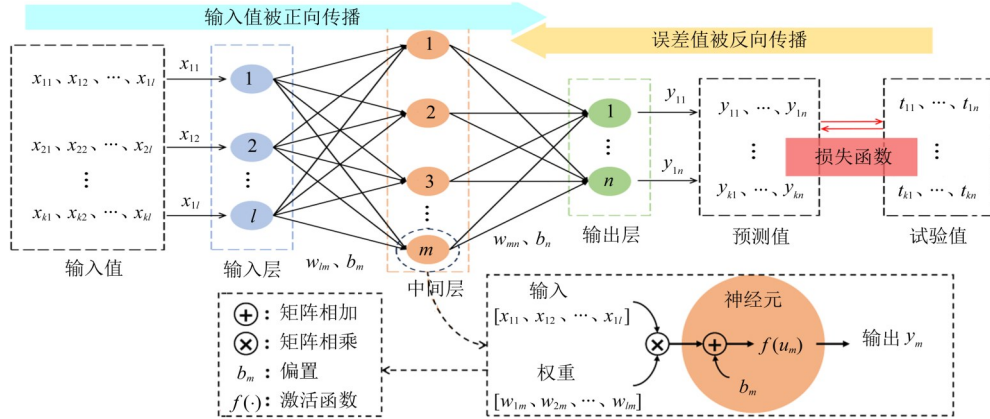 输入值被正向传播
误差值被反向传播
x₁₁、x₁₂、…、x₁ₗ
x₂₁、x₂₂、…、x₂ₗ
⋮
xₖ₁、xₖ₂、…、xₖₗ
输入值
x₁₁
x₁₂
x₁ₗ
1
2
⋮
l
输入层
wₗₘ、bₘ
1
2
3
⋮
m
中间层
wₘₙ、bₙ
1
⋮
n
输出层
y₁₁
y₁ₙ
y₁₁、…、y₁ₙ
⋮
yₖ₁、…、yₖₙ
预测值
损失函数
t₁₁、…、t₁ₙ
⋮
tₖ₁、…、tₖₙ
试验值
⊕：矩阵相加
⊗：矩阵相乘
bₘ：偏置
f(·)：激活函数
输入
[x₁₁、x₁₂、…、x₁ₗ]
权重
[w₁ₘ、w₂ₘ、…、wₗₘ]
⊗
神经元
⊕
f(uₘ)
bₘ
输出 yₘ